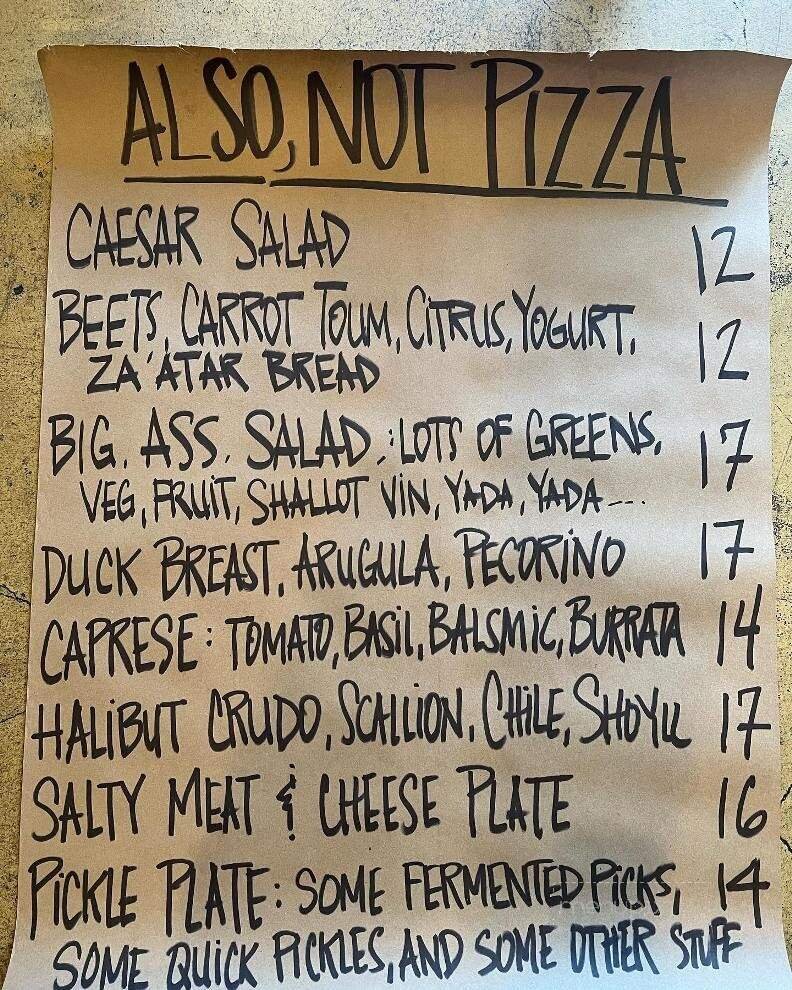 ALSO, NOT PIZZA
CAESAR SALAD 12
BEETS, CARROT TOUM, CITRUS, YOGURT, 12
ZA'ATAR BREAD
BIG. ASS. SALAD: LOTS OF GREENS, 17
VEG, FRUIT, SHALLOT VIN, YADA, YADA....
DUCK BREAST, ARUGULA, PECORINO 17
CAPRESE: TOMATO, BASIL, BALSMIC, BURRATA 14
HALIBUT CRUDO, SCALLION, CHILE, SHOYU 17
SALTY MEAT & CHEESE PLATE 16
PICKLE PLATE: SOME FERMENTED PICKS, 14
SOME QUICK PICKLES, AND SOME OTHER STUFF